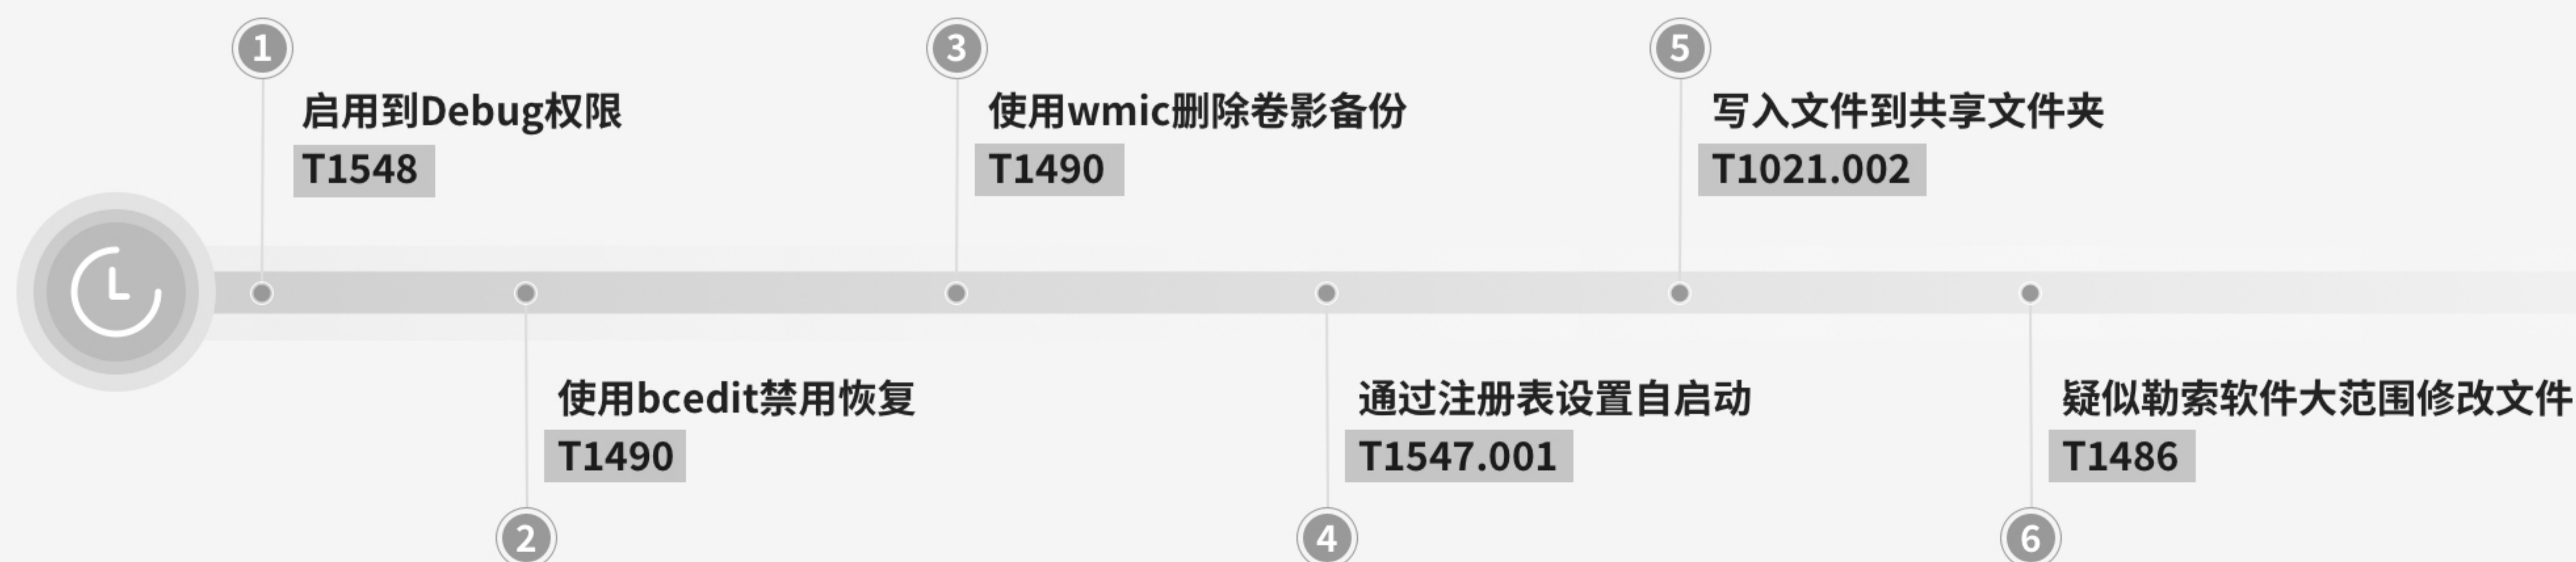 1
启用到Debug权限
T1548
2
使用bcedit禁用恢复
T1490
3
使用wmic删除卷影备份
T1490
4
通过注册表设置自启动
T1547.001
5
写入文件到共享文件夹
T1021.002
6
疑似勒索软件大范围修改文件
T1486